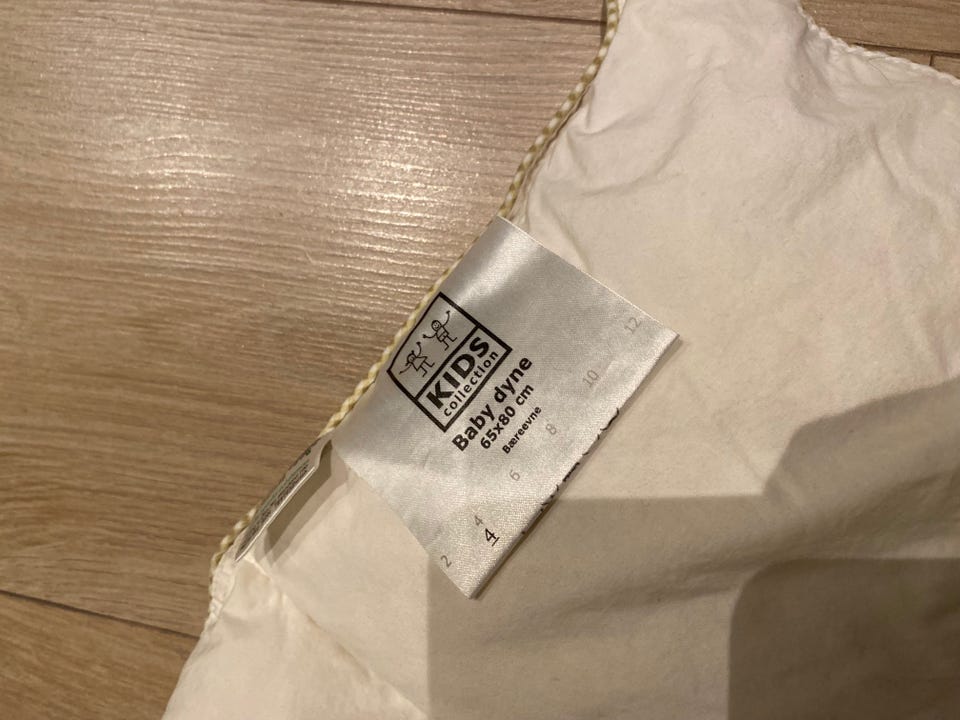 KIDS
collection
Baby dyne
65x80 cm
Bæreevne
2 4 6 8 10 12
4